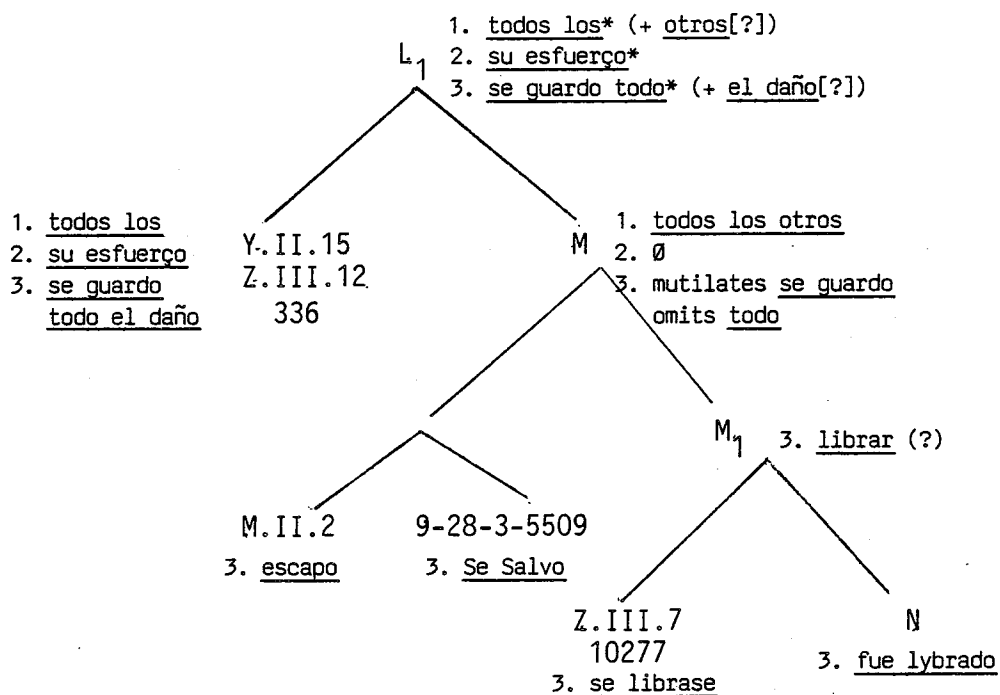 1. todos los* (+ otros[?])
L1
2. su esfuerço*
3. se guardo todo* (+ el daño[?])
1. todos los
2. su esfuerço
3. se guardo
todo el daño
Y.II.15
Z.III.12
336
M
1. todos los otros
2. Ø
3. mutilates se guardo
omits todo
M1
3. librar (?)
M.II.2
3. escapo
9-28-3-5509
3. Se Salvo
Z.III.7
10277
3. se librase
N
3. fue lybrado